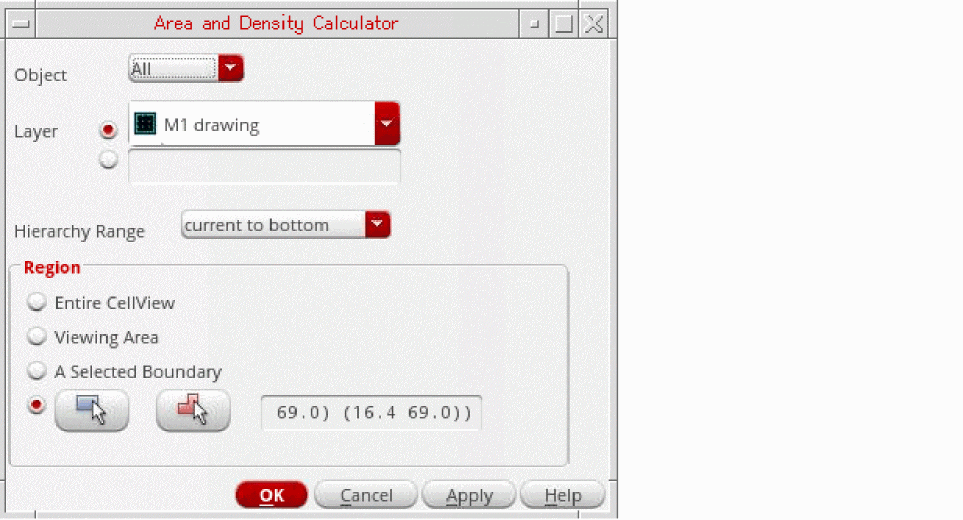 Area and Density Calculator
Object All
Layer M1 drawing
Hierarchy Range current to bottom
Region
Entire CellView
Viewing Area
A Selected Boundary
69.0) (16.4 69.0))
OK Cancel Apply Help